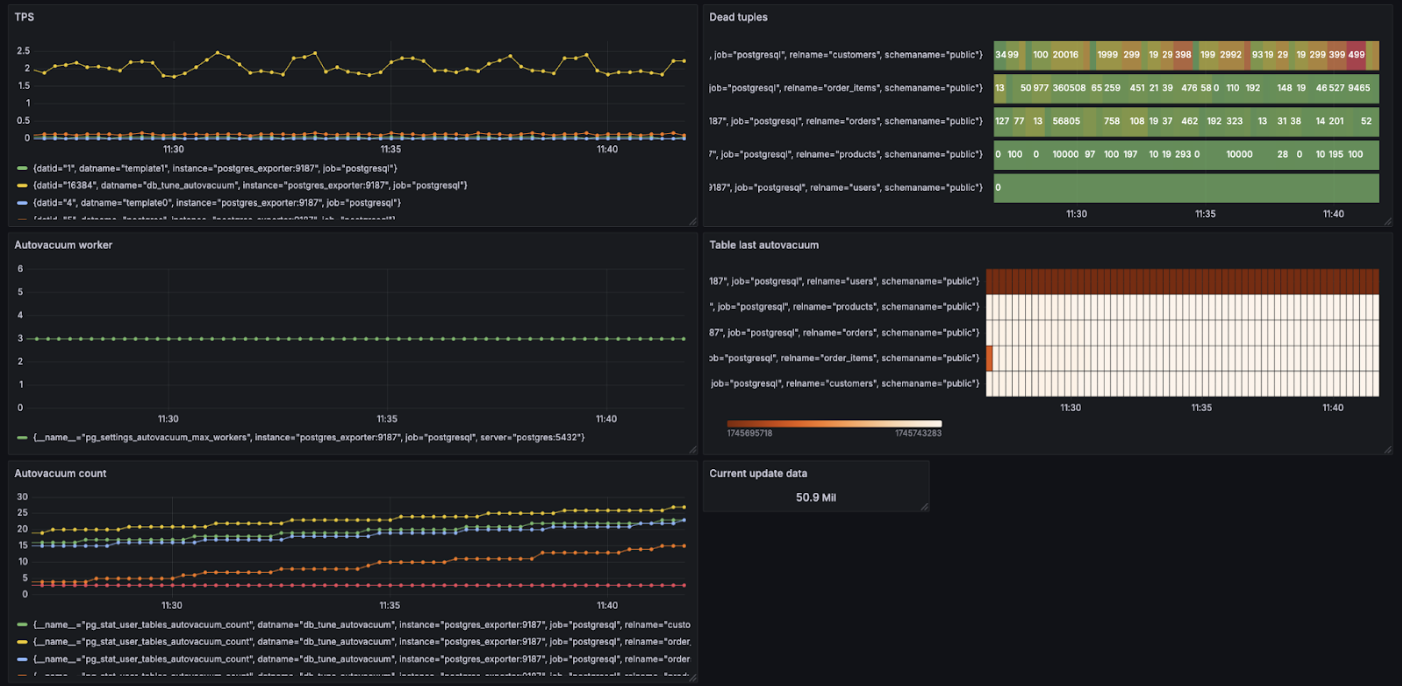 TPS
2.5
2
1.5
1
0.5
0
11:30
11:35
11:40
{datid="1", datname="template1", instance="postgres_exporter:9187", job="postgresql"}
{datid="16384", datname="db_tune_autovacuum", instance="postgres_exporter:9187", job="postgresql"}
{datid="4", datname="template0", instance="postgres_exporter:9187", job="postgresql"}
Dead tuples
, job="postgresql", relname="customers", schemaname="public"}
3499 100 20016 1999 299 19 29 398 199 2992 9319 29 19 299 399 499
job="postgresql", relname="order_items", schemaname="public"}
13 50 977 360508 65 259 451 21 39 476 58 0 110 192 148 19 46 527 9465
187", job="postgresql", relname="orders", schemaname="public"}
127 77 13 56805 758 108 19 37 462 192 323 13 31 38 14 201 52
7", job="postgresql", relname="products", schemaname="public"}
0 100 0 10000 97 100 197 10 19 293 0 10000 28 0 10 195 100
9187", job="postgresql", relname="users", schemaname="public"}
0
11:30
11:35
11:40
Autovacuum worker
6
5
4
3
2
1
0
11:30
11:35
11:40
{__name__="pg_settings_autovacuum_max_workers", instance="postgres_exporter:9187", job="postgresql", server="postgres:5432"}
Table last autovacuum
187", job="postgresql", relname="users", schemaname="public"}
", job="postgresql", relname="products", schemaname="public"}
87", job="postgresql", relname="orders", schemaname="public"}
ob="postgresql", relname="order_items", schemaname="public"}
job="postgresql", relname="customers", schemaname="public"}
11:30
11:35
11:40
1745695718
1745743283
Autovacuum count
30
25
20
15
10
5
0
11:30
11:35
11:40
{__name__="pg_stat_user_tables_autovacuum_count", datname="db_tune_autovacuum", instance="postgres_exporter:9187", job="postgresql", relname="custo
{__name__="pg_stat_user_tables_autovacuum_count", datname="db_tune_autovacuum", instance="postgres_exporter:9187", job="postgresql", relname="order_
{__name__="pg_stat_user_tables_autovacuum_count", datname="db_tune_autovacuum", instance="postgres_exporter:9187", job="postgresql", relname="order
Current update data
50.9 Mil